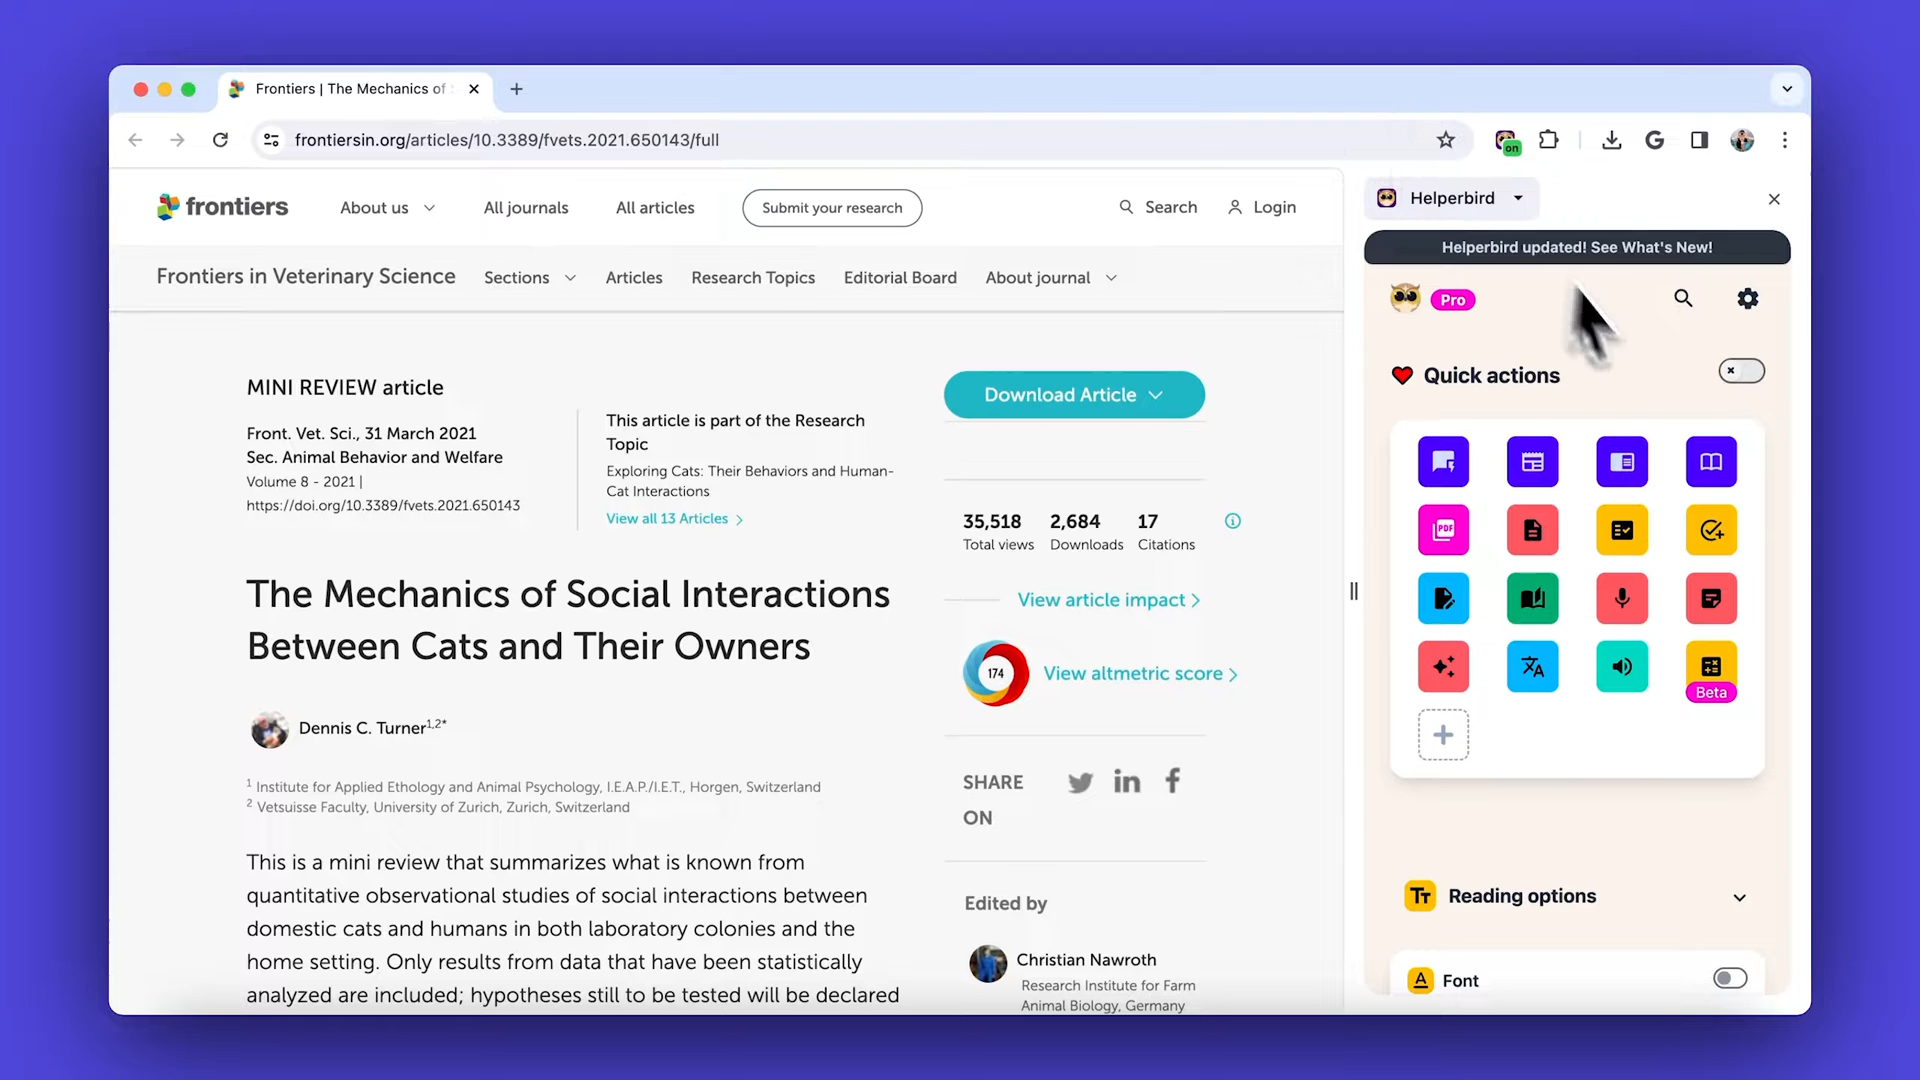 Frontiers | The Mechanics of
frontiersin.org/articles/10.3389/fvets.2021.650143/full
on
frontiers
About us
All journals
All articles
Submit your research
Search
Login
Frontiers in Veterinary Science
Sections
Articles
Research Topics
Editorial Board
About journal
MINI REVIEW article
Front. Vet. Sci., 31 March 2021
Sec. Animal Behavior and Welfare
Volume 8 - 2021 |
https://doi.org/10.3389/fvets.2021.650143
This article is part of the Research
Topic
Exploring Cats: Their Behaviors and Human-
Cat Interactions
View all 13 Articles
The Mechanics of Social Interactions
Between Cats and Their Owners
Dennis C. Turner1,2*
1 Institute for Applied Ethology and Animal Psychology, I.E.A.P./I.E.T., Horgen, Switzerland
2 Vetsuisse Faculty, University of Zurich, Zurich, Switzerland
This is a mini review that summarizes what is known from
quantitative observational studies of social interactions between
domestic cats and humans in both laboratory colonies and the
home setting. Only results from data that have been statistically
analyzed are included; hypotheses still to be tested will be declared
Download Article
35,518 2,684 17
Total views Downloads Citations
View article impact
174
View altmetric score
SHARE
ON
Edited by
Christian Nawroth
Research Institute for Farm
Animal Biology, Germany
Helperbird
Helperbird updated! See What's New!
Pro
Quick actions
PDF
Beta
Tt
Reading options
A
Font